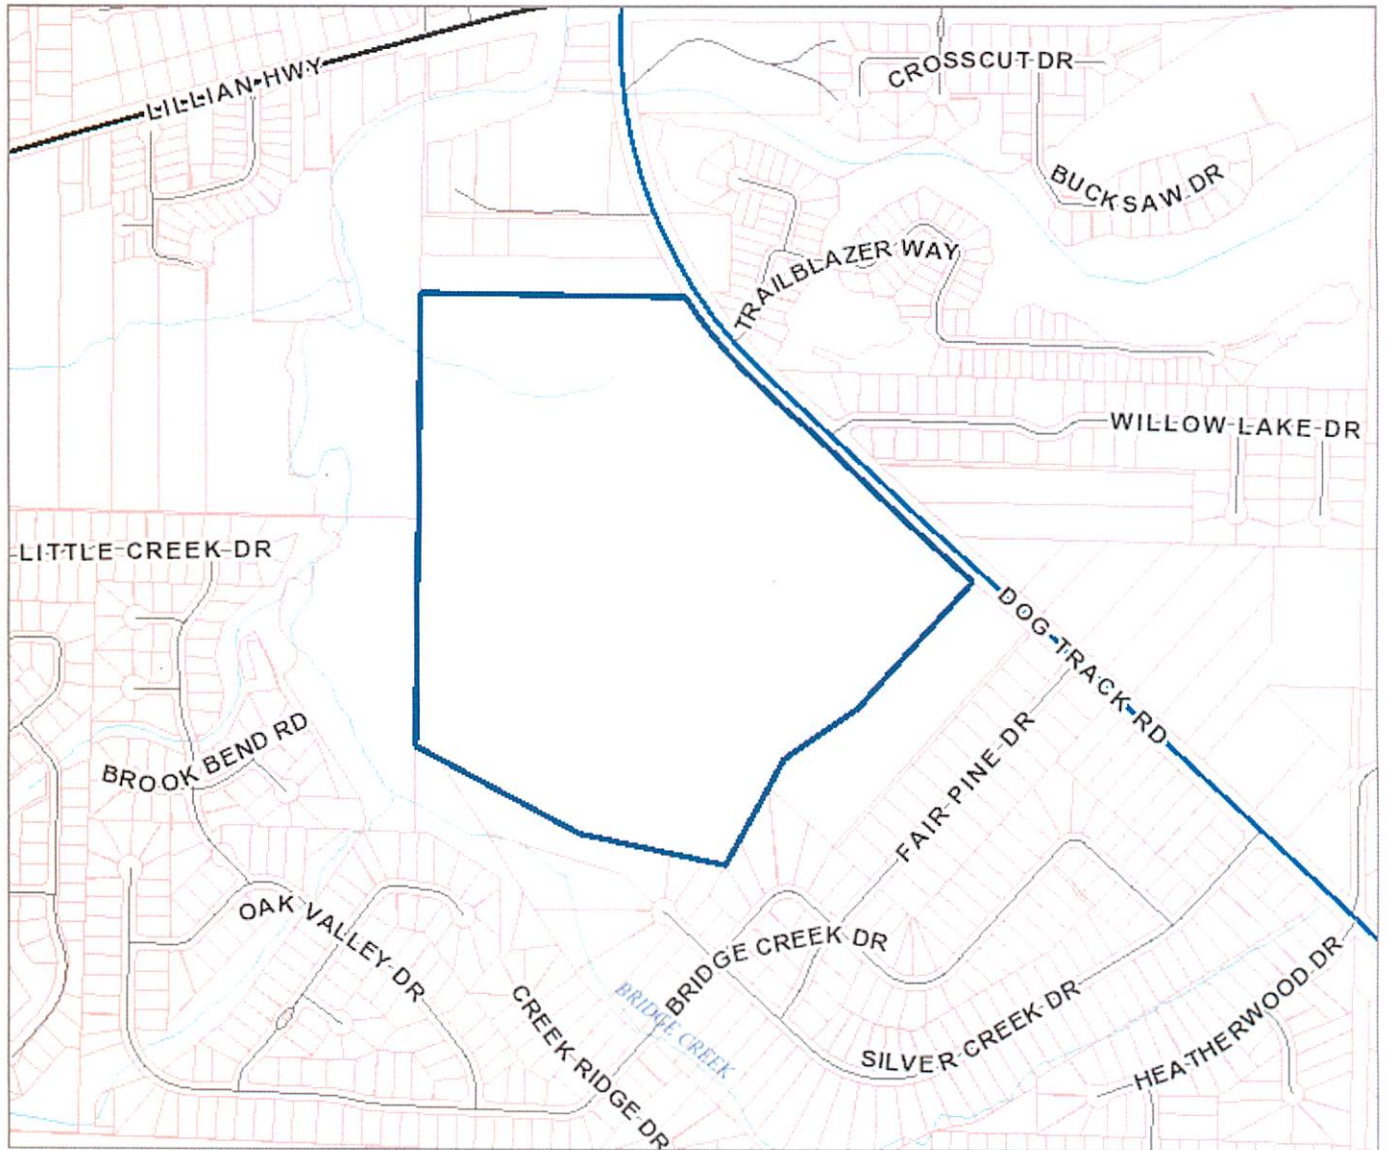 CROSSCUT DR
LILLIAN HWY
BUCKSAW DR
TRAILBLAZER WAY
WILLOW LAKE DR
LITTLE CREEK DR
DOG TRACK RD
BROOK BEND RD
FAIR PINE DR
OAK VALLEY DR
BRIDGE CREEK DR
BRIDGE CREEK
CREEK RIDGE DR
SILVER CREEK DR
HEATHERWOOD DR